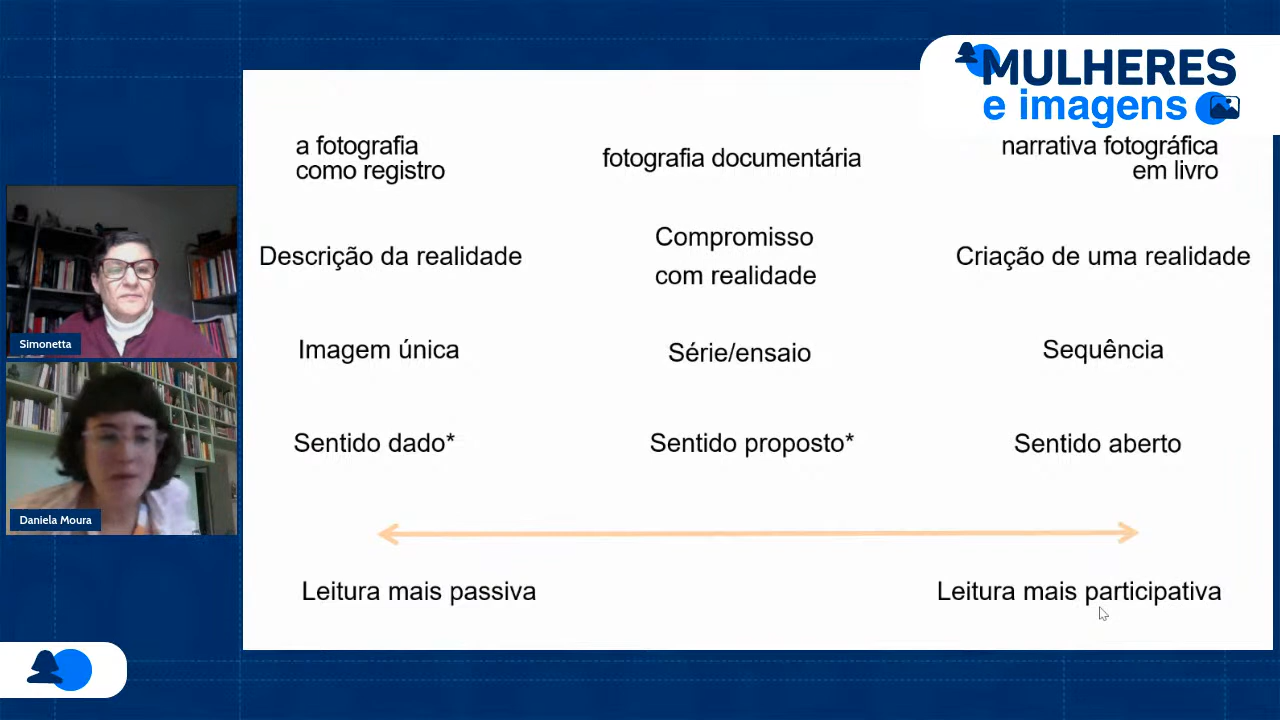 MULHERES
e imagens
a fotografia
como registro
fotografia documentária
narrativa fotográfica
em livro
Descrição da realidade
Compromisso
com realidade
Criação de uma realidade
Imagem única
Série/ensaio
Sequência
Sentido dado*
Sentido proposto*
Sentido aberto
Leitura mais passiva
Leitura mais participativa
Simonetta
Daniela Moura